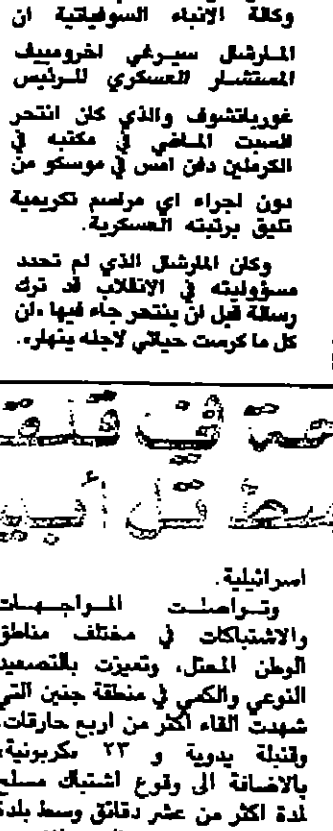 وكالة الانباء السوفياتية ان
المارشال سيرغي اخروميیف
المستشار العسكري للرئيس
غورباتشوف والذي كان انتحر
السبت الماضي في مكتبه في
الكرملين دفن امس في موسكو من
دون اجراء اي مراسم تكريمية
تليق برتبته العسكرية.
وكان المارشال الذي لم تحدد
مسؤوليته في الانقلاب قد ترك
رسالة قبل ان ينتحر جاء فيها «ان
كل ما كرست حياتي لاجله ينهار».
تل
اسرائيلية.
وتواصلت المواجهات
والاشتباكات في مختلف مناطق
الوطن المحتل، وتميزت بالتصعيد
النوعي والكمي في منطقة جنين التي
شهدت القاء اكثر من اربع حارقات،
وقنبلة يدوية و ٢٣ مكربونية،
بالاضافة الى وقوع اشتباك مسلح
لمدة اكثر من عشر دقائق وسط بلدة